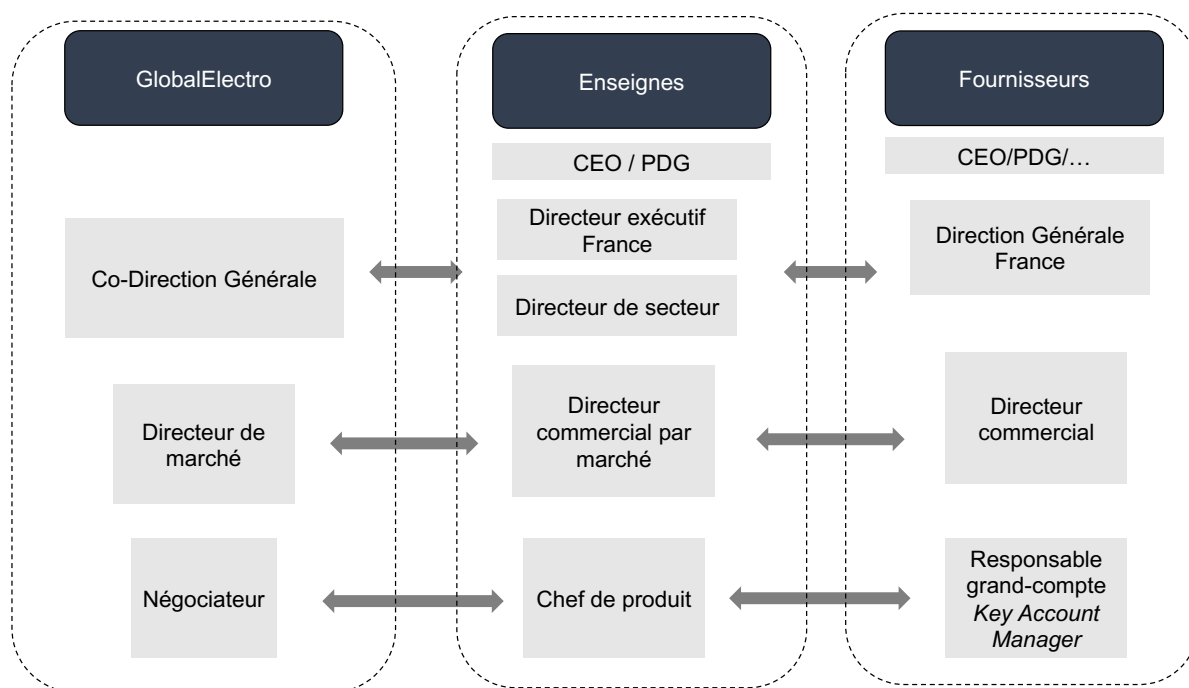 GlobalElectro
Co-Direction Générale
Directeur de
marché
Négociateur
Enseignes
CEO / PDG
Directeur exécutif
France
Directeur de secteur
Directeur
commercial par
marché
Chef de produit
Fournisseurs
CEO/PDG/…
Direction Générale
France
Directeur
commercial
Responsable
grand-compte
Key Account
Manager